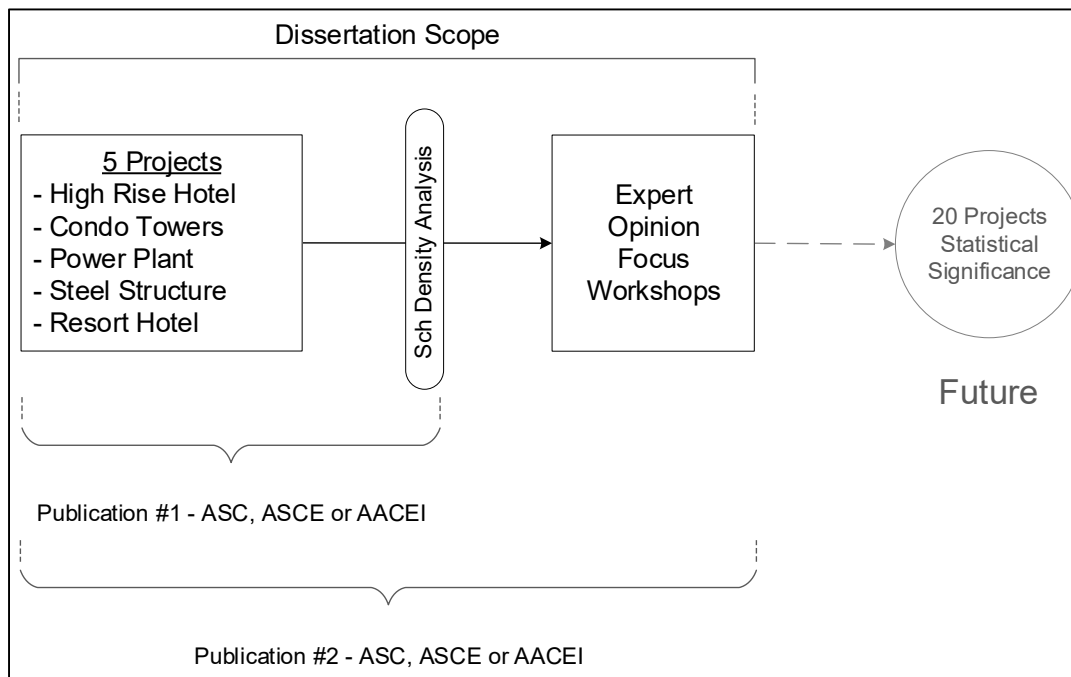 Dissertation Scope
5 Projects
- High Rise Hotel
- Condo Towers
- Power Plant
- Steel Structure
- Resort Hotel
Sch Density Analysis
Expert
Opinion
Focus
Workshops
20 Projects
Statistical
Significance
Future
Publication #1 - ASC, ASCE or AACEI
Publication #2 - ASC, ASCE or AACEI